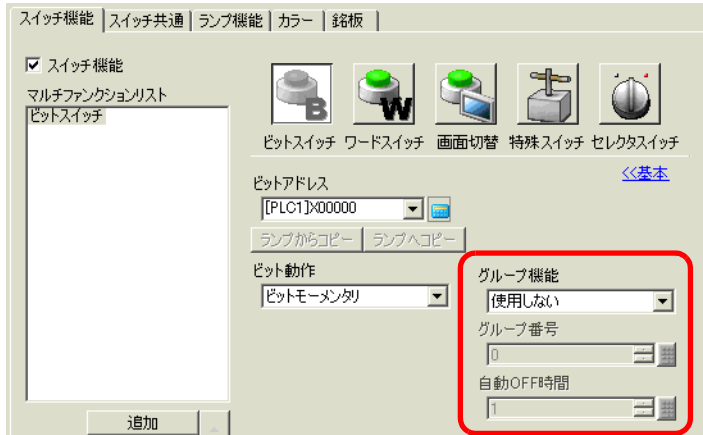 スイッチ機能 スイッチ共通 ランプ機能 カラー 銘板
スイッチ機能
マルチファンクションリスト
ビットスイッチ
追加
B W
ビットスイッチ ワードスイッチ 画面切替 特殊スイッチ セレクタスイッチ
<<基本
ビットアドレス
[PLC1]X00000
ランプからコピー ランプへコピー
ビット動作
ビットモーメンタリ
グループ機能
使用しない
グループ番号
0
自動OFF時間
1